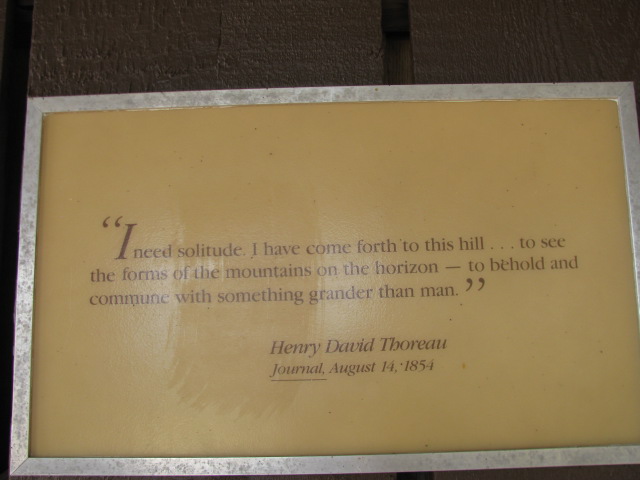 “I need solitude. I have come forth to this hill . . . to see
the forms of the mountains on the horizon — to behold and
commune with something grander than man.”
Henry David Thoreau
Journal, August 14, 1854